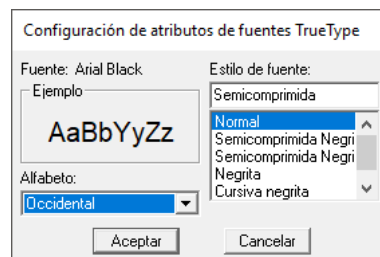 Configuración de atributos de fuentes TrueType
Fuente: Arial Black
Estilo de fuente:
Ejemplo
AaBbYyZz
Semicomprimida
Normal
Semicomprimida Negri
Semicomprimida Negri
Negrita
Cursiva negrita
Alfabeto:
Occidental
Aceptar
Cancelar